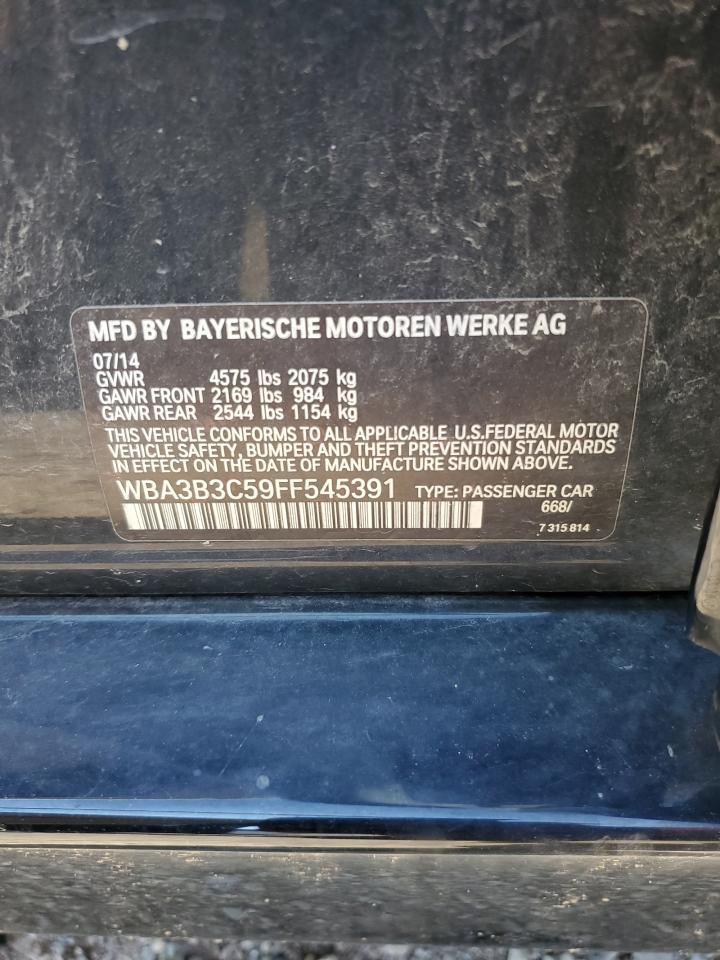 MFD BY BAYERISCHE MOTOREN WERKE AG
07/14
GVWR 4575 lbs 2075 kg
GAWR FRONT 2169 lbs 984 kg
GAWR REAR 2544 lbs 1154 kg
THIS VEHICLE CONFORMS TO ALL APPLICABLE U.S.FEDERAL MOTOR
VEHICLE SAFETY, BUMPER AND THEFT PREVENTION STANDARDS
IN EFFECT ON THE DATE OF MANUFACTURE SHOWN ABOVE.
WBA3B3C59FF545391 TYPE: PASSENGER CAR
668/
7 315 814